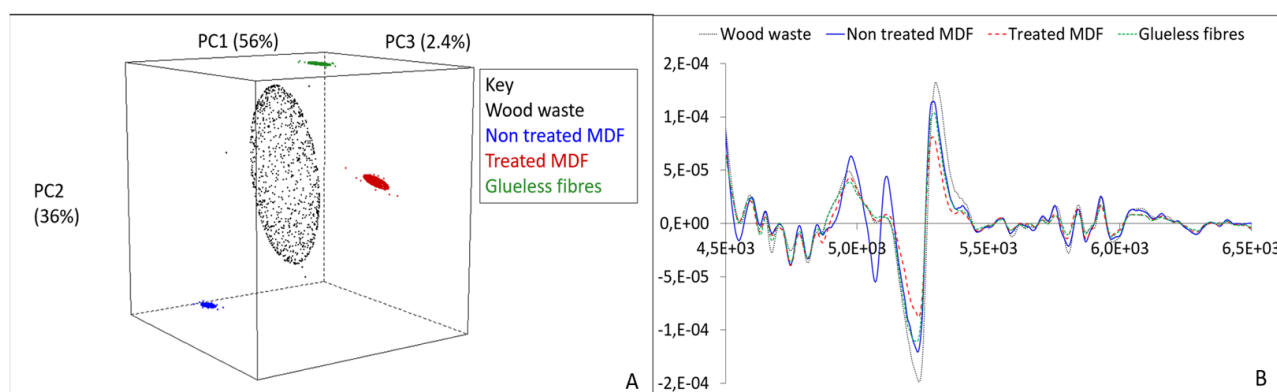 PC1 (56%)
PC3 (2.4%)
Key
Wood waste
Non treated MDF
Treated MDF
Glueless fibres
PC2
(36%)
A
Wood waste Non treated MDF Treated MDF Glueless fibres
2,E-04
1,E-04
5,E-05
0,E+00
4,5E+03 5,0E+03 5,5E+03 6,0E+03 6,5E+03
-5,E-05
-1,E-04
-2,E-04
B